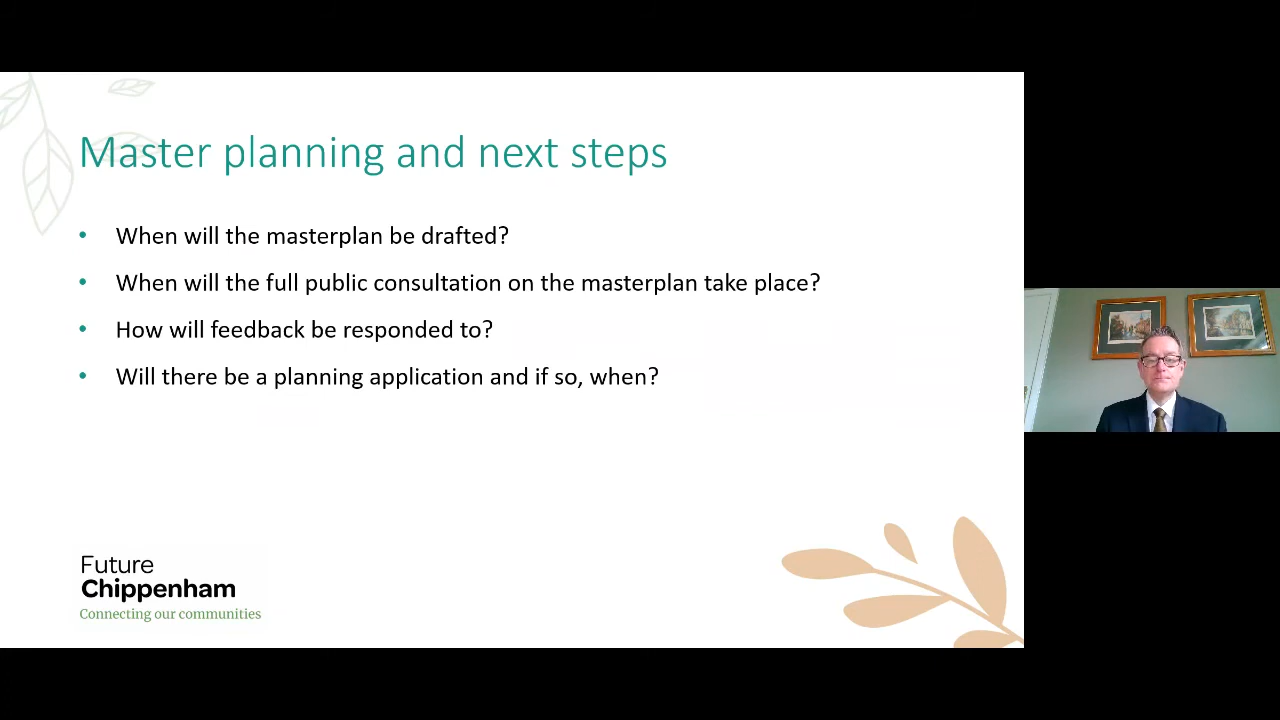 Master planning and next steps
• When will the masterplan be drafted?
• When will the full public consultation on the masterplan take place?
• How will feedback be responded to?
• Will there be a planning application and if so, when?
Future
Chippenham
Connecting our communities